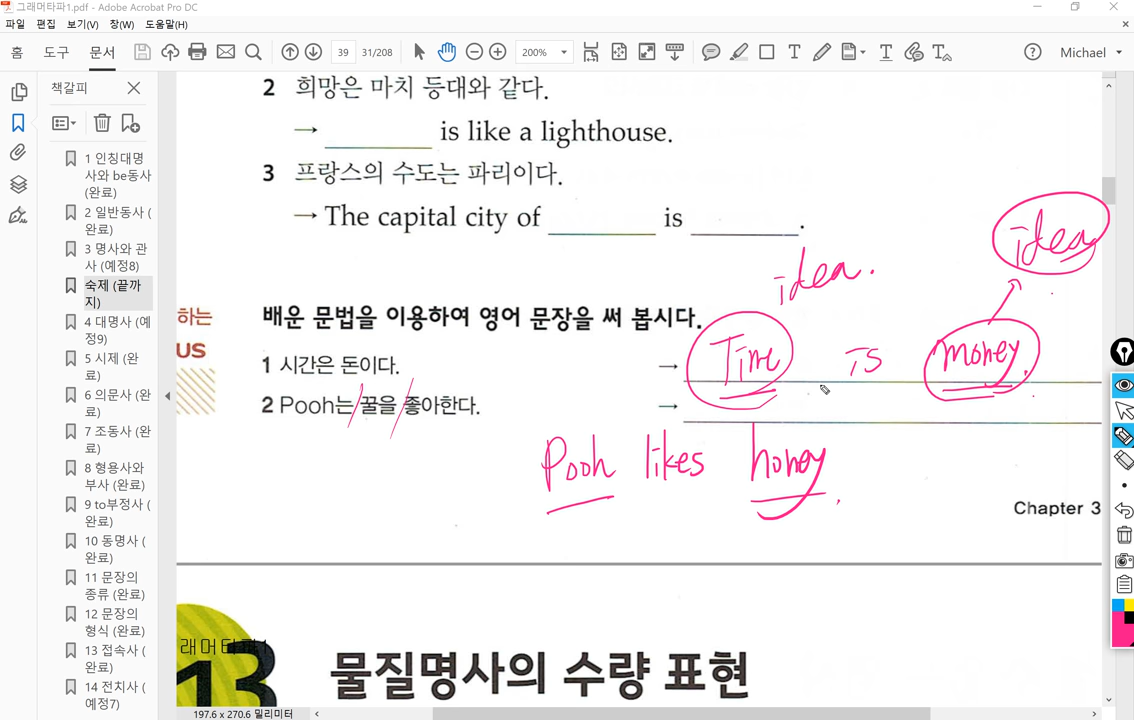 그래머타파1.pdf - Adobe Acrobat Pro DC
파일 편집 보기(V) 창(W) 도움말(H)
홈 도구 문서 39 31/208 200% Michael
책갈피
1 인칭대명
사와 be동사
(완료)
2 일반동사 (
완료)
3 명사와 관
사 (예정8)
숙제 (끝까
지)
4 대명사 (예
정9)
5 시제 (완
료)
6 의문사 (완
료)
7 조동사 (완
료)
8 형용사와
부사 (완료)
9 to부정사 (
완료)
10 동명사 (
완료)
11 문장의
종류 (완료)
12 문장의
형식 (완료)
13 접속사 (
완료)
14 전치사 (
예정7)
2 희망은 마치 등대와 같다.
→ ________ is like a lighthouse.
3 프랑스의 수도는 파리이다.
→ The capital city of ________ is ________.
idea
idea.
하는
US
배운 문법을 이용하여 영어 문장을 써 봅시다.
1 시간은 돈이다. → Time is money.
2 Pooh는 / 꿀을 / 좋아한다. →
Pooh likes honey.
Chapter 3
래머타파1
13 물질명사의 수량 표현
197.6 x 270.6 밀리미터